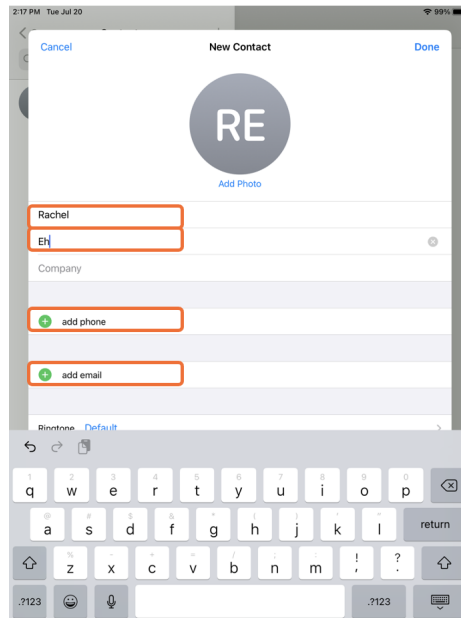 2:17 PM Tue Jul 20 99%
Cancel New Contact Done
RE
Add Photo
Rachel
Eh
Company
add phone
add email
Ringtone Default
1 2 3 4 5 6 7 8 9 0
q w e r t y u i o p
@ # $ & * ( ) ' "
a s d f g h j k l return
% - + = / ; : ! ?
z x c v b n m , .
.?123 .?123